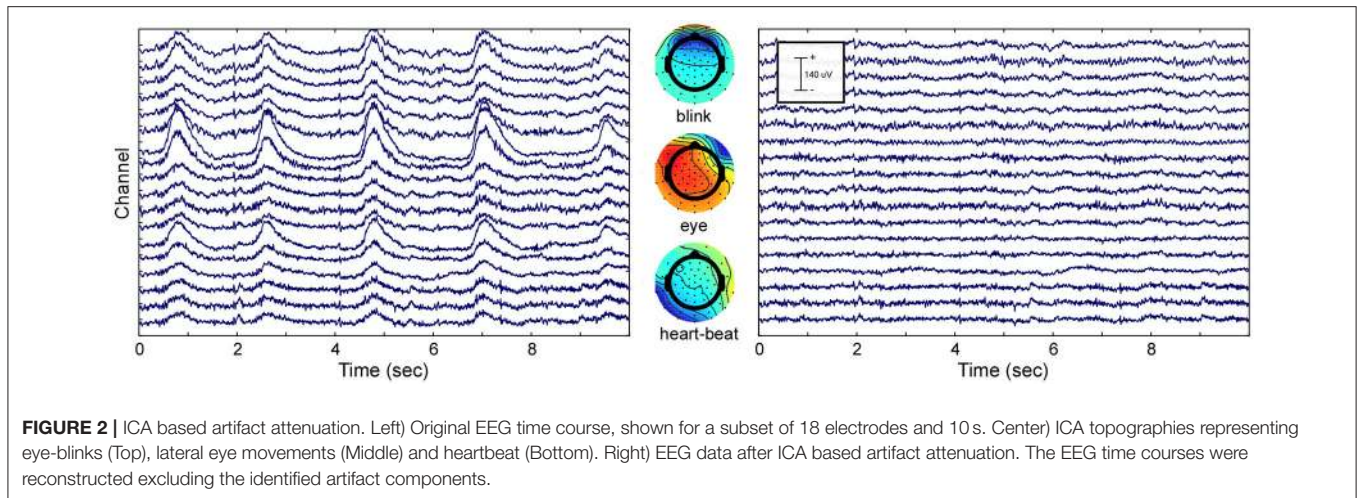 Channel
0 2 4 6 8
Time (sec)
blink
eye
heart-beat
+
140 uV
-
0 2 4 6 8
Time (sec)
FIGURE 2 | ICA based artifact attenuation. Left) Original EEG time course, shown for a subset of 18 electrodes and 10 s. Center) ICA topographies representing
eye-blinks (Top), lateral eye movements (Middle) and heartbeat (Bottom). Right) EEG data after ICA based artifact attenuation. The EEG time courses were
reconstructed excluding the identified artifact components.